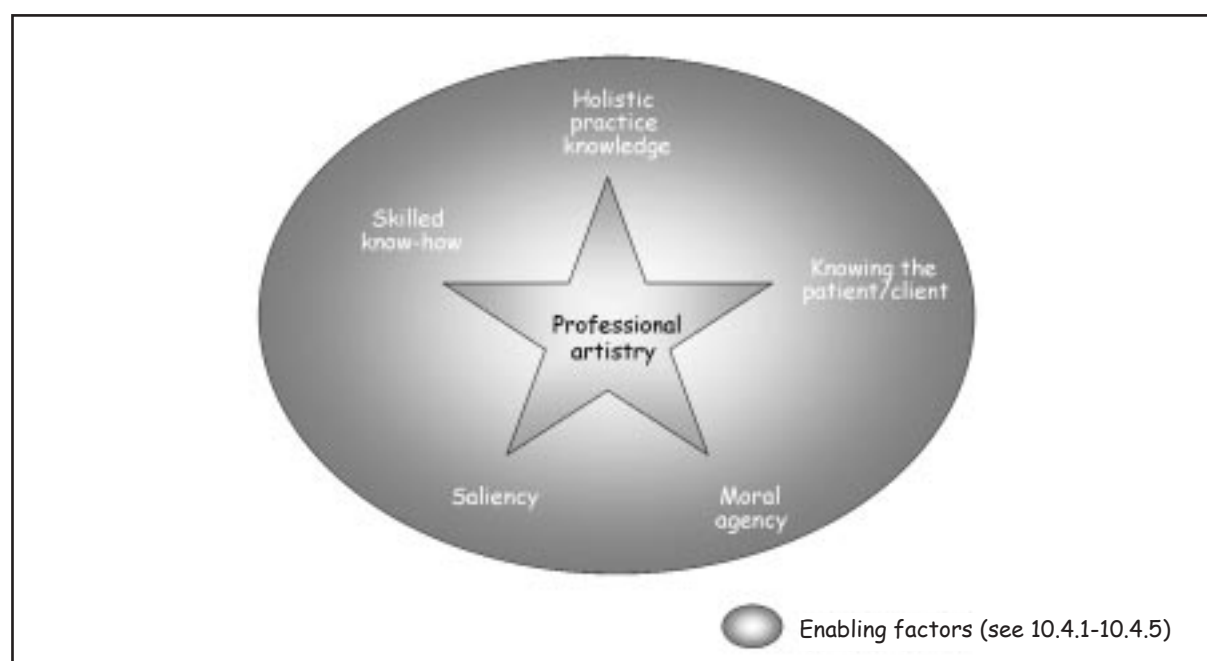 Holistic
practice
knowledge
Skilled
know-how
Knowing the
patient/client
Professional
artistry
Saliency
Moral
agency
Enabling factors (see 10.4.1-10.4.5)